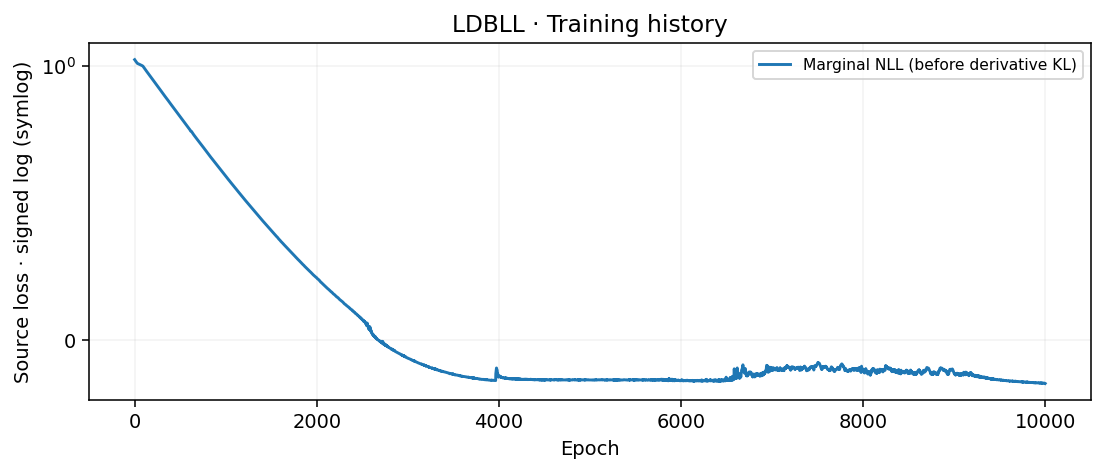 LDBLL · Training history
Marginal NLL (before derivative KL)
Source loss · signed log (symlog)
10⁰
0
0
2000
4000
6000
8000
10000
Epoch